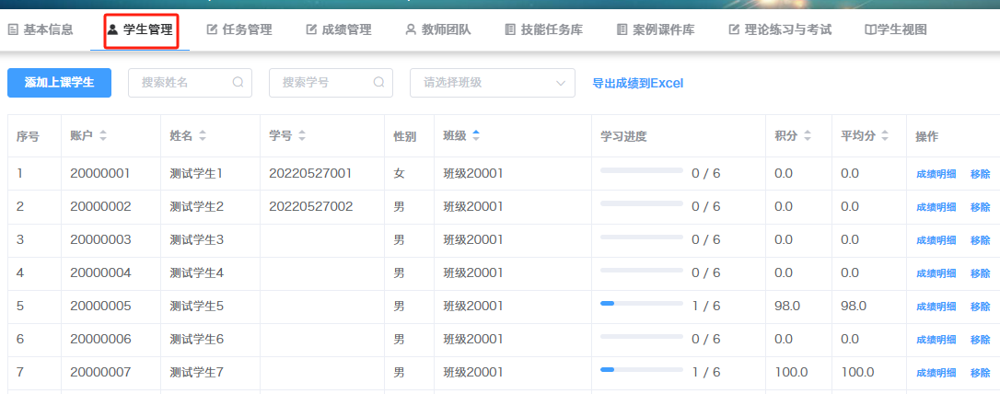 基本信息 学生管理 任务管理 成绩管理 教师团队 技能任务库 案例课件库 理论练习与考试 学生视图
添加上课学生 搜索姓名 搜索学号 请选择班级 导出成绩到Excel
序号 账户 姓名 学号 性别 班级 学习进度 积分 平均分 操作
1 20000001 测试学生1 20220527001 女 班级20001 0 / 6 0.0 0.0 成绩明细 移除
2 20000002 测试学生2 20220527002 男 班级20001 0 / 6 0.0 0.0 成绩明细 移除
3 20000003 测试学生3 男 班级20001 0 / 6 0.0 0.0 成绩明细 移除
4 20000004 测试学生4 男 班级20001 0 / 6 0.0 0.0 成绩明细 移除
5 20000005 测试学生5 男 班级20001 1 / 6 98.0 98.0 成绩明细 移除
6 20000006 测试学生6 男 班级20001 0 / 6 0.0 0.0 成绩明细 移除
7 20000007 测试学生7 男 班级20001 1 / 6 100.0 100.0 成绩明细 移除